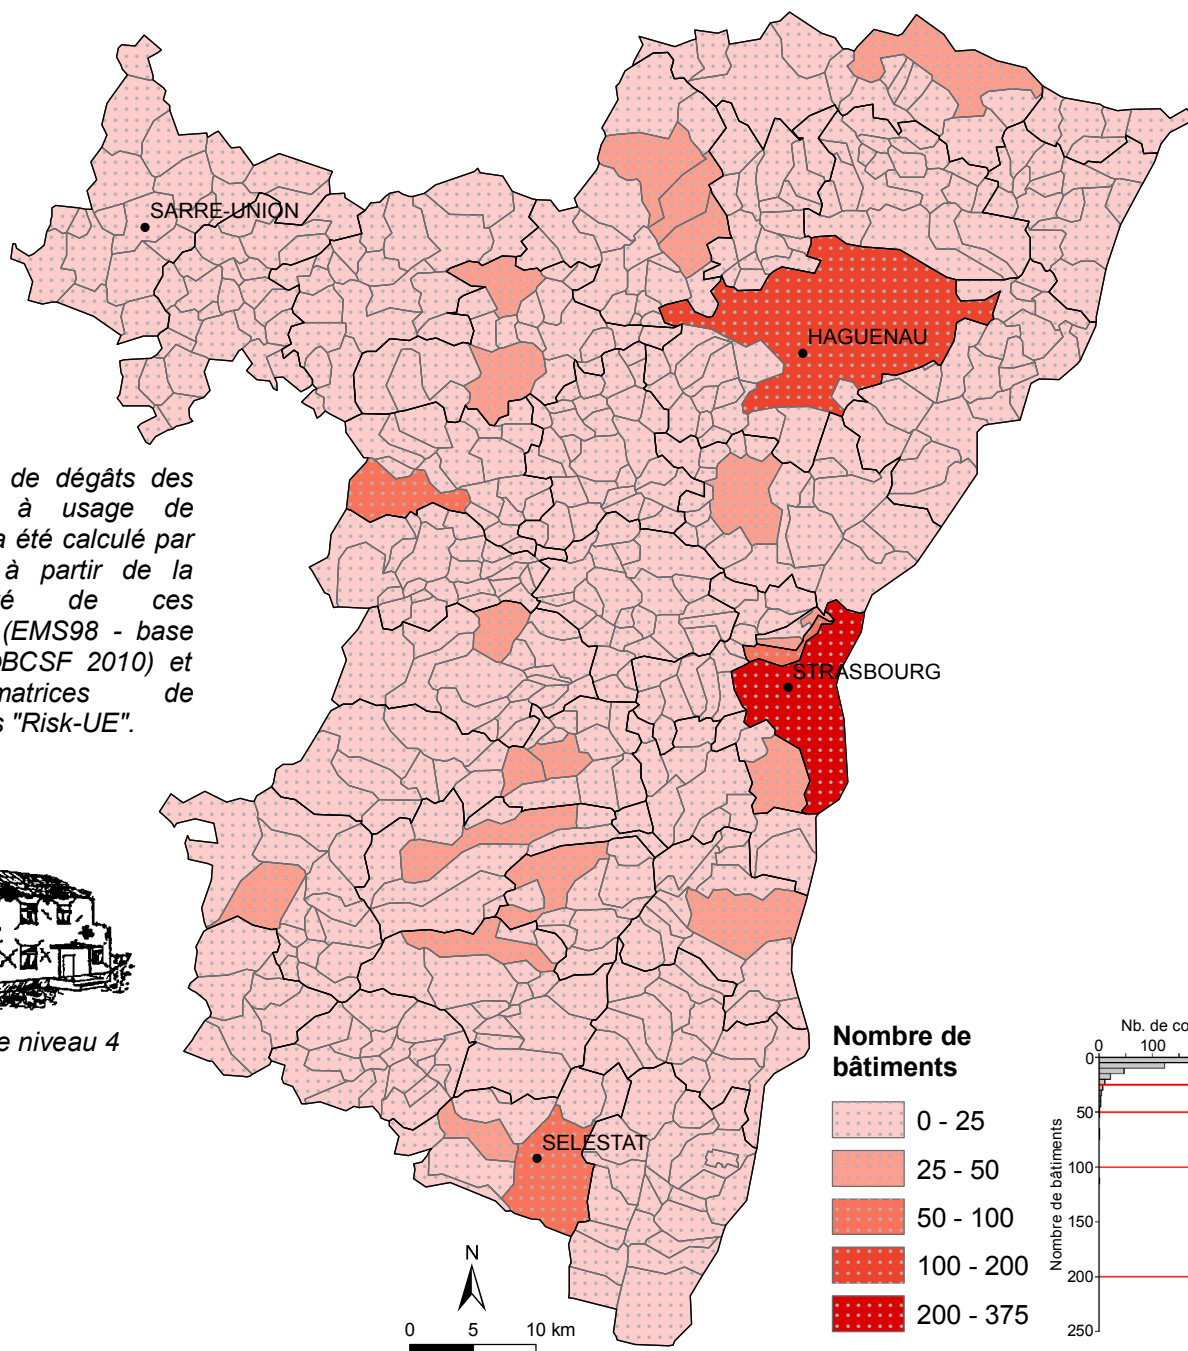 SARRE-UNION
HAGUENAU
STRASBOURG
SELESTAT
de dégâts des
à usage de
a été calculé par
à partir de la
de ces
(EMS98 - base
BCSF 2010) et
de
"Risk-UE".
niveau 4
N
0 5 10 km
Nombre de
bâtiments
0 - 25
25 - 50
50 - 100
100 - 200
200 - 375
Nb. de co
0 100
Nombre de bâtiments
0
50
100
150
200
250